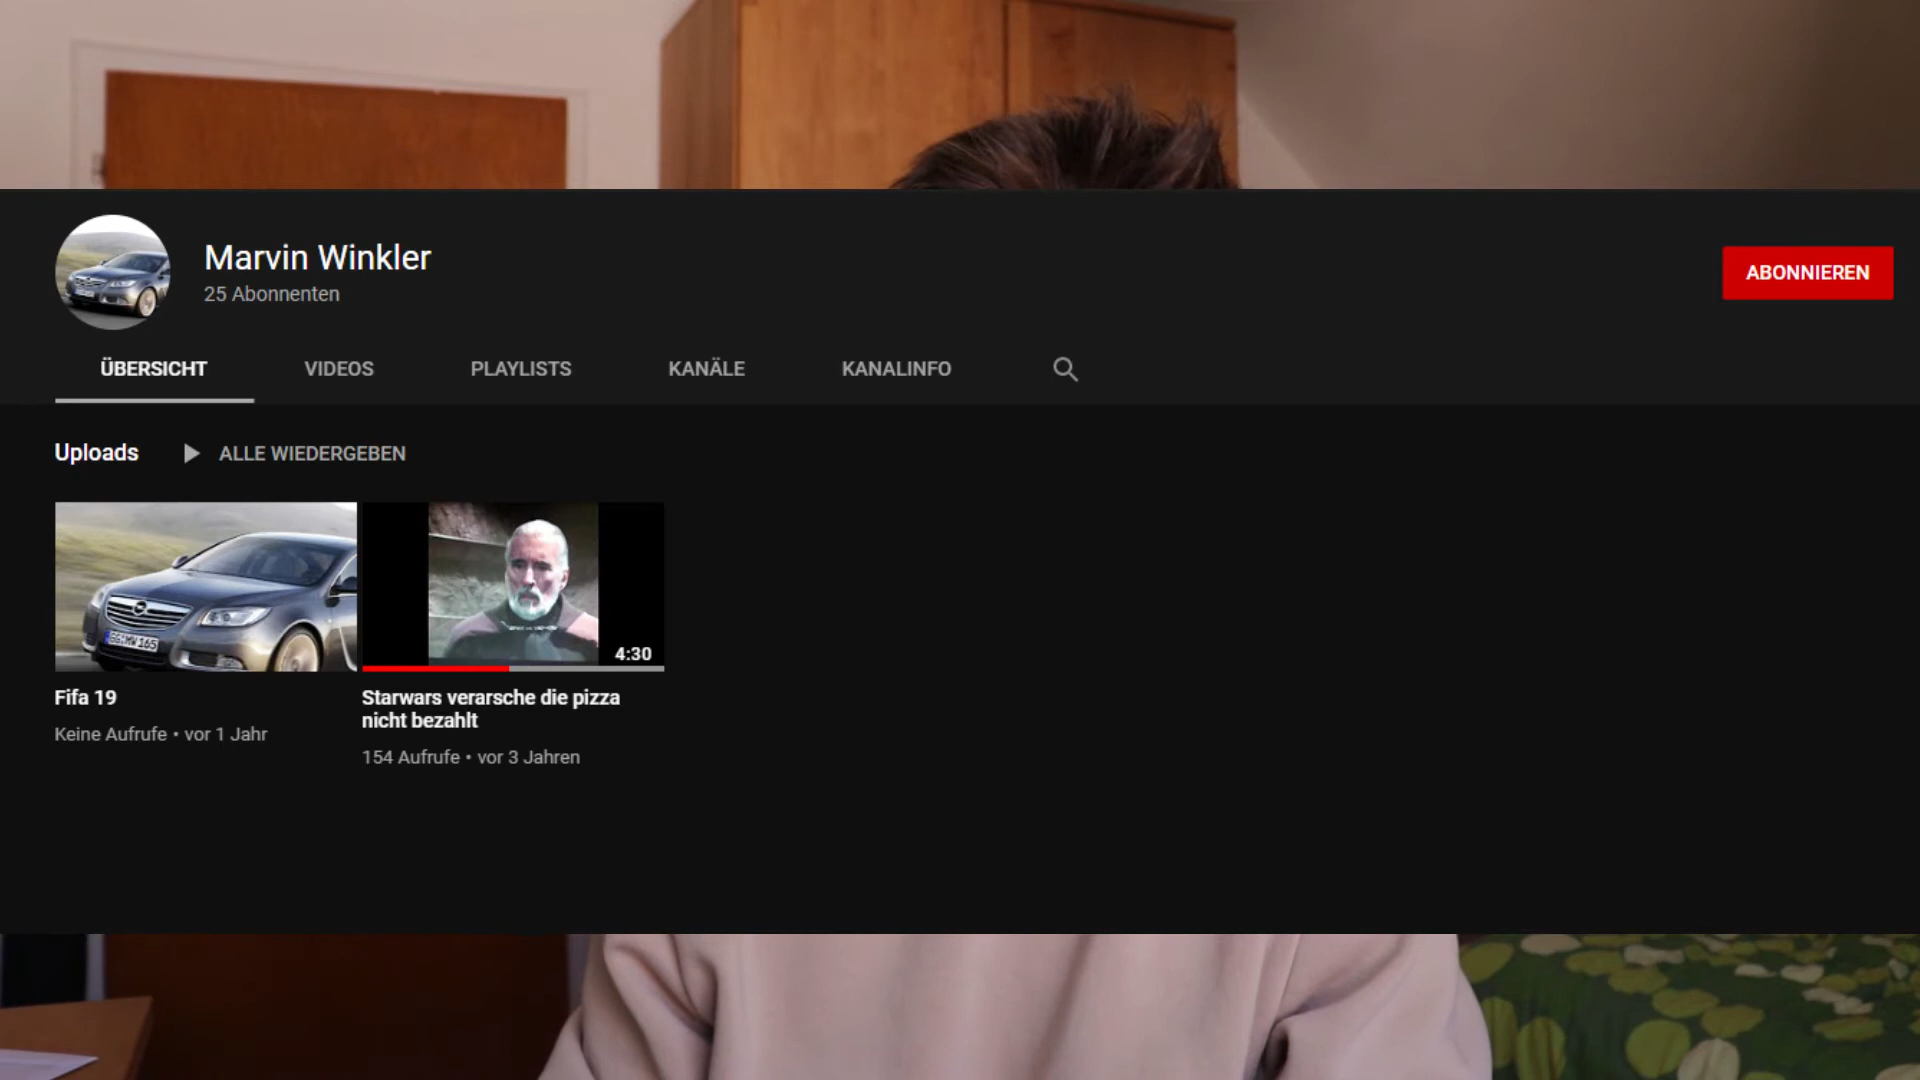 Marvin Winkler
25 Abonnenten
ABONNIEREN
ÜBERSICHT VIDEOS PLAYLISTS KANÄLE KANALINFO
Uploads ALLE WIEDERGEBEN
4:30
Fifa 19
Keine Aufrufe • vor 1 Jahr
Starwars verarsche die pizza
nicht bezahlt
154 Aufrufe • vor 3 Jahren